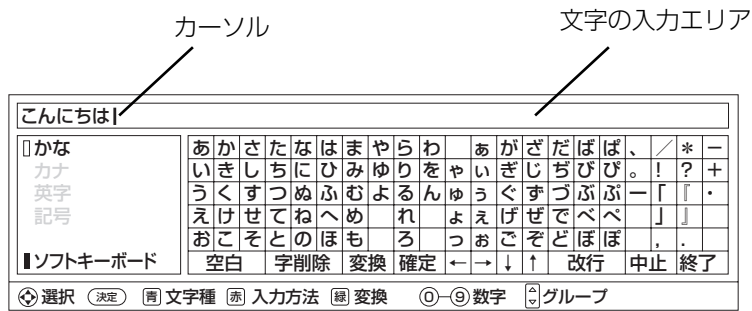 カーソル 文字の入力エリア
こんにちは
かな あ か さ た な は ま や ら わ ぁ が ざ だ ば ぱ 、 ／ ＊ −
カナ い き し ち に ひ み ゆ り を ゃ ぃ ぎ じ ぢ び ぴ 。 ！ ？ ＋
英字 う く す つ ぬ ふ む よ る ん ゅ ぅ ぐ ず づ ぶ ぷ ー 「 『 ・
記号 え け せ て ね へ め れ ょ ぇ げ ぜ で べ ぺ 」 』
お こ そ と の ほ も ろ っ ぉ ご ぞ ど ぼ ぽ ， ．
ソフトキーボード 空白 字削除 変換 確定 ← → ↓ ↑ 改行 中止 終了
選択 決定 青 文字種 赤 入力方法 緑 変換 0−9 数字 グループ